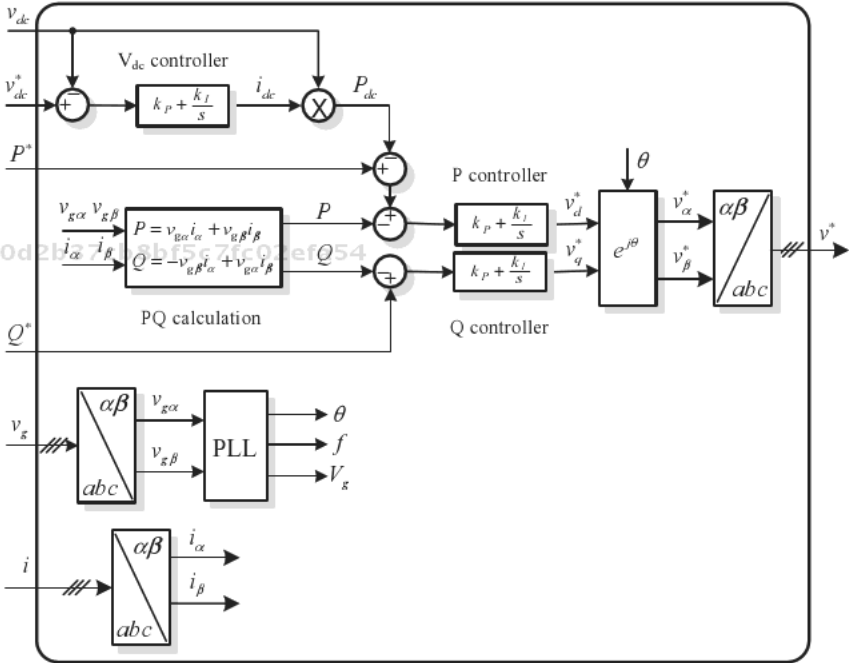 v_dc
V_dc controller
v*_dc
k_P + k_I/s
i_dc
X
P_dc
P*
P controller
θ
v_gα v_gβ
i_α i_β
P = v_gα i_α + v_gβ i_β
Q = −v_gβ i_α + v_gα i_β
P
Q
k_P + k_I/s
k_P + k_I/s
v*_d
v*_q
e^jθ
v*_α
v*_β
αβ
abc
v*
PQ calculation
Q controller
Q*
v_g
αβ
abc
v_gα
v_gβ
PLL
θ
f
V_g
i
αβ
abc
i_α
i_β